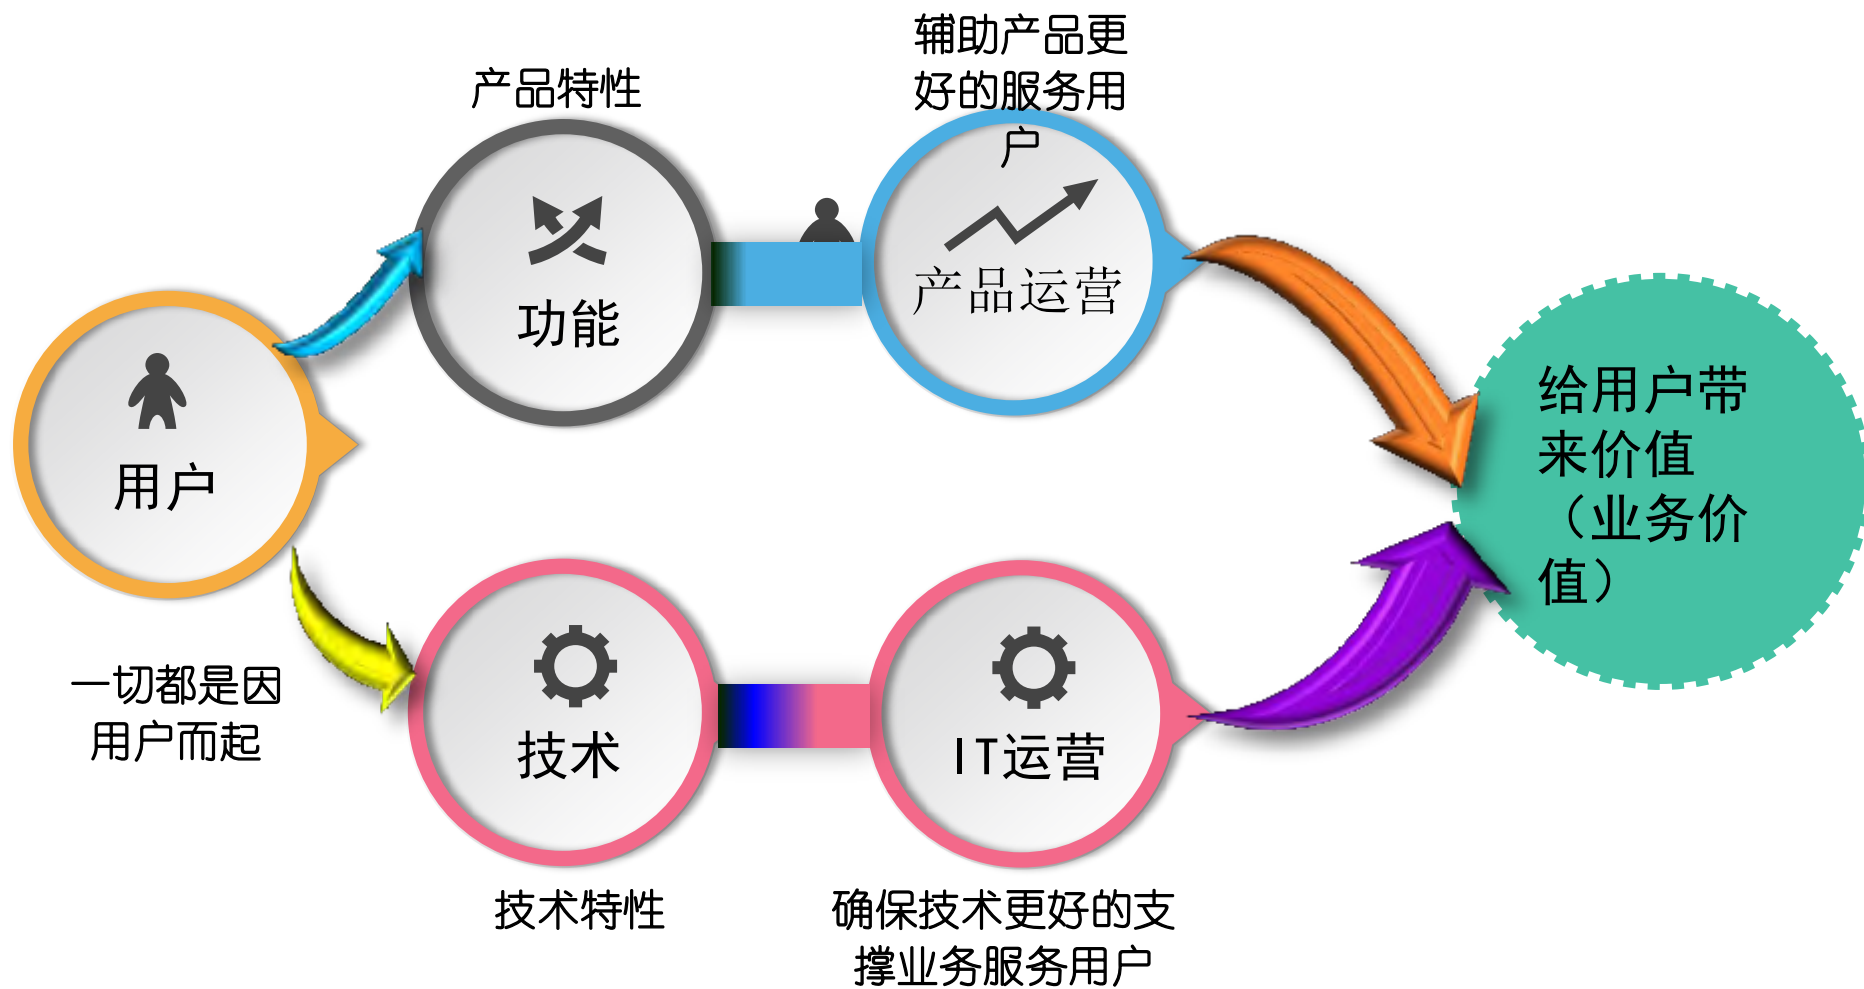 辅助产品更
好的服务用
户
产品特性
功能
产品运营
用户
一切都是因
用户而起
给用户带
来价值
（业务价
值）
技术
IT运营
技术特性
确保技术更好的支
撑业务服务用户